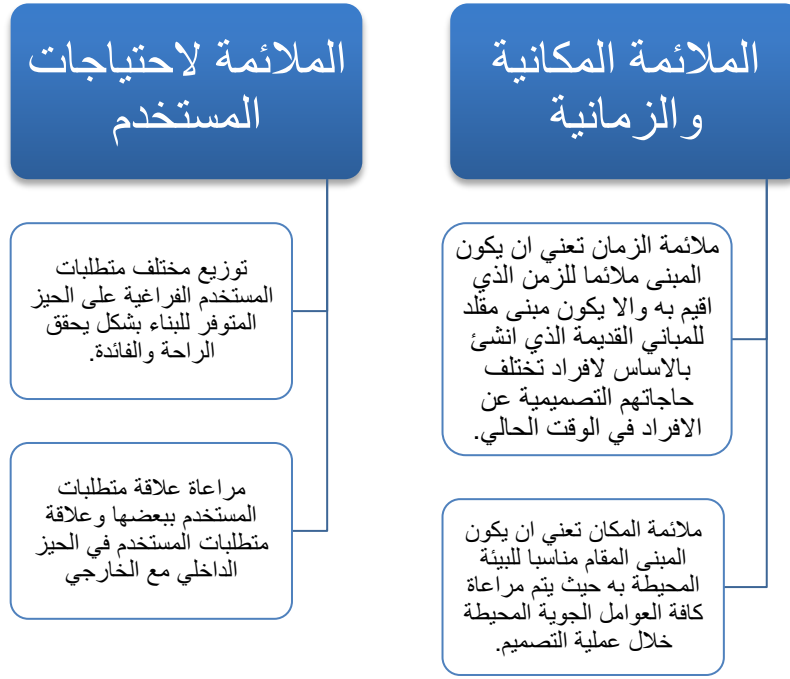 الملائمة المكانية
والزمانية
ملائمة الزمان تعني ان يكون
المبنى ملائما للزمن الذي
اقيم به والا يكون مبنى مقلد
للمباني القديمة الذي انشئ
بالاساس لافراد تختلف
حاجاتهم التصميمية عن
الافراد في الوقت الحالي.
ملائمة المكان تعني ان يكون
المبنى المقام مناسبا للبيئة
المحيطة به حيث يتم مراعاة
كافة العوامل الجوية المحيطة
خلال عملية التصميم.
الملائمة لاحتياجات
المستخدم
توزيع مختلف متطلبات
المستخدم الفراغية على الحيز
المتوفر للبناء بشكل يحقق
الراحة والفائدة.
مراعاة علاقة متطلبات
المستخدم ببعضها وعلاقة
متطلبات المستخدم في الحيز
الداخلي مع الخارجي